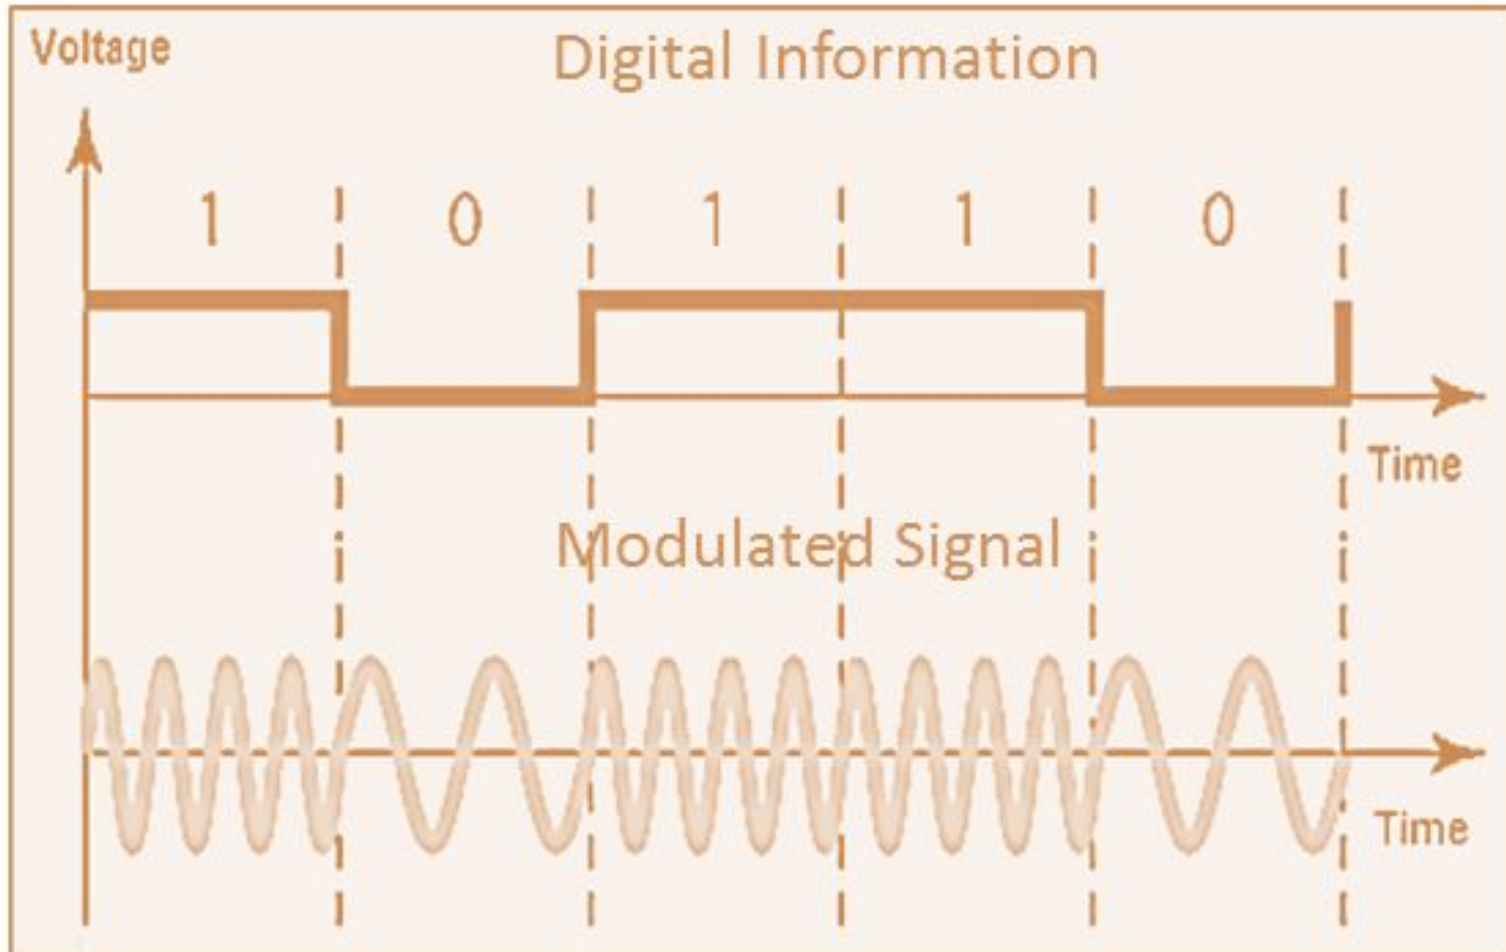 Voltage
Digital Information
1 0 1 1 0
Time
Modulated Signal
Time